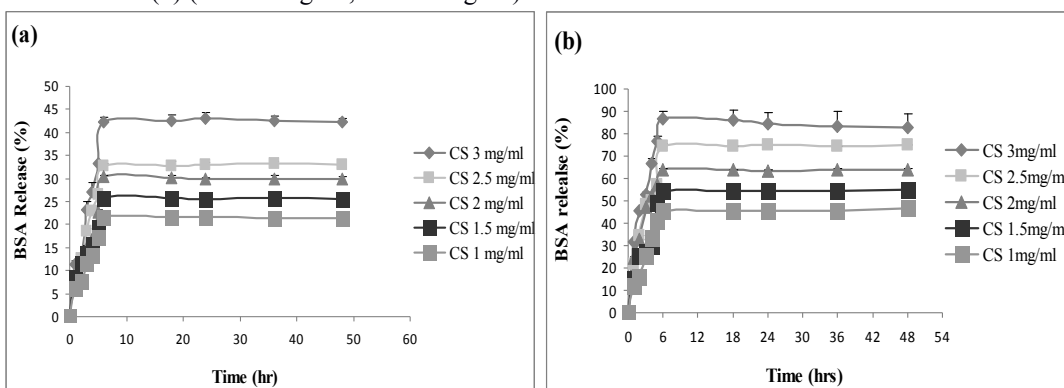 (a)
BSA Release (%)
50
45
40
35
30
25
20
15
10
5
0
0 10 20 30 40 50 60
Time (hr)
CS 3 mg/ml
CS 2.5 mg/ml
CS 2 mg/ml
CS 1.5 mg/ml
CS 1 mg/ml
(b)
BSA relealse (%)
100
90
80
70
60
50
40
30
20
10
0
0 6 12 18 24 30 36 42 48 54
Time (hrs)
CS 3mg/ml
CS 2.5mg/ml
CS 2mg/ml
CS 1.5mg/ml
CS 1mg/ml